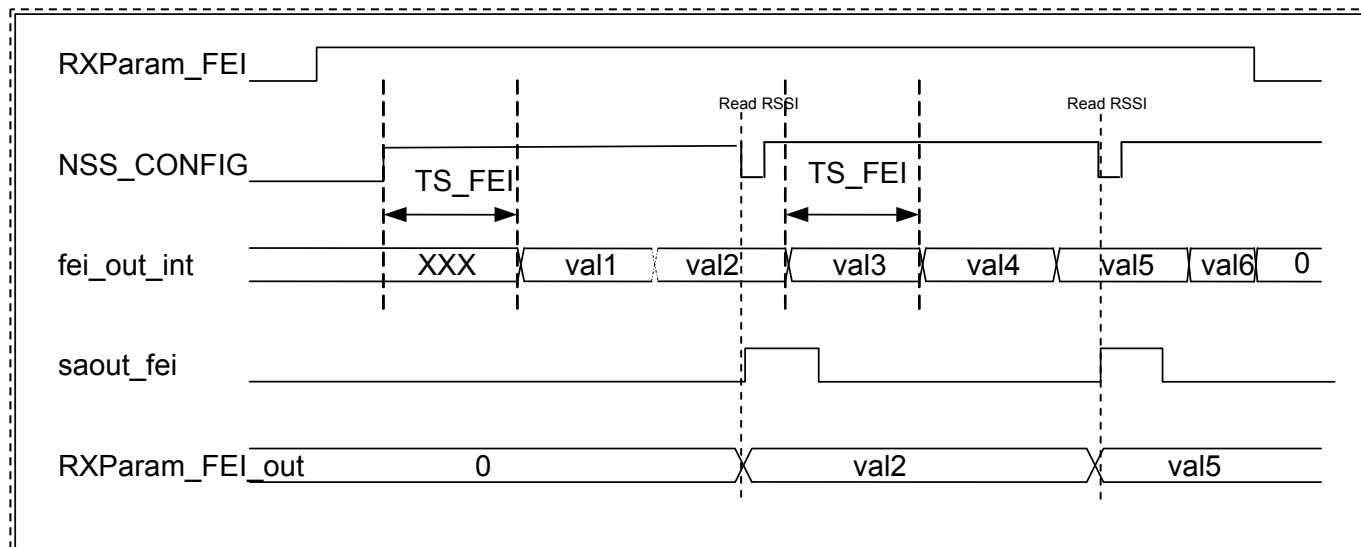 RXParam_FEI
Read RSSI Read RSSI
NSS_CONFIG
TS_FEI TS_FEI
fei_out_int XXX val1 val2 val3 val4 val5 val6 0
saout_fei
RXParam_FEI_out 0 val2 val5